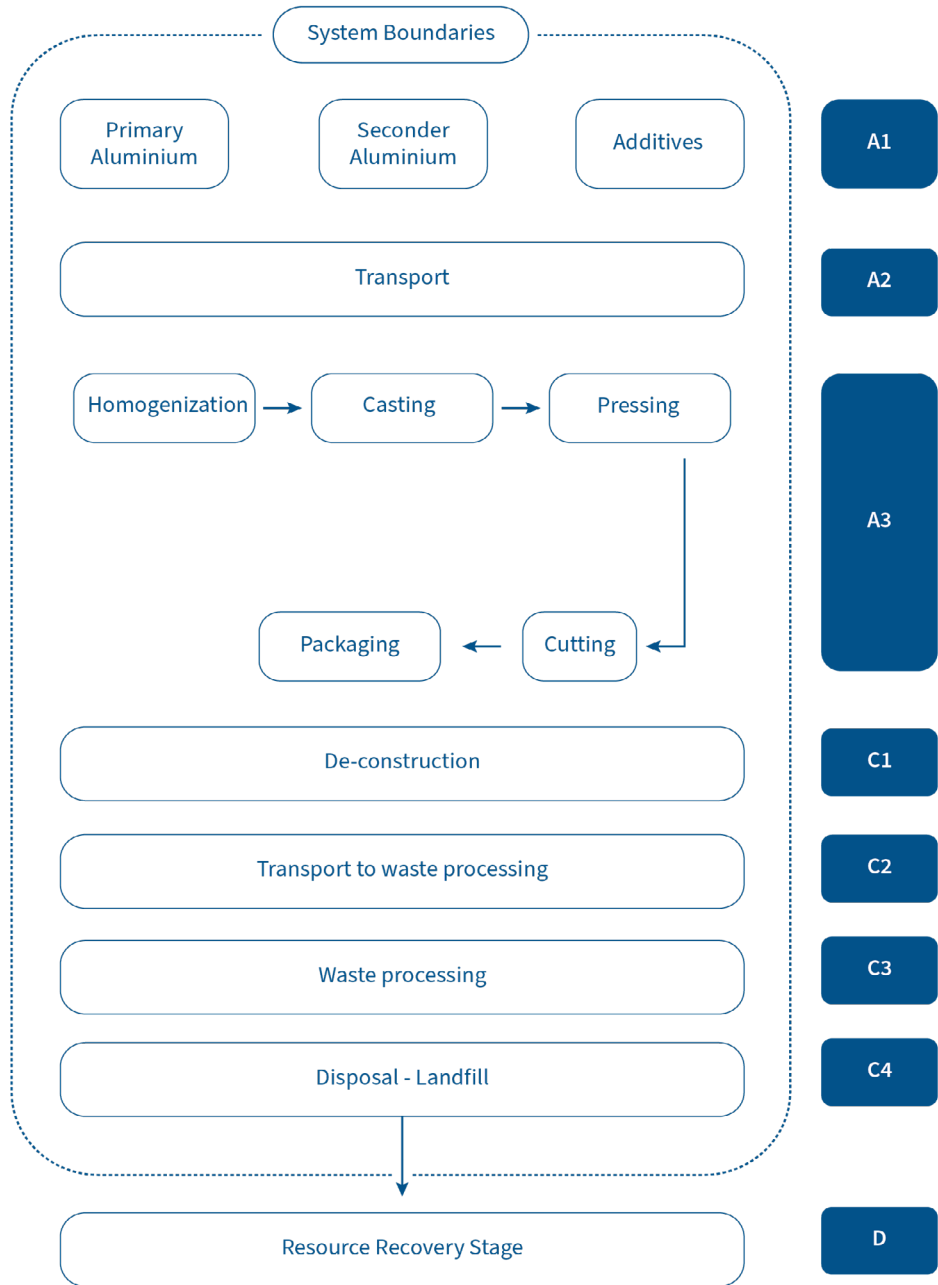 System Boundaries
Primary
Aluminium
Seconder
Aluminium
Additives
A1
Transport
A2
Homogenization
Casting
Pressing
A3
Packaging
Cutting
De-construction
C1
Transport to waste processing
C2
Waste processing
C3
Disposal - Landfill
C4
Resource Recovery Stage
D